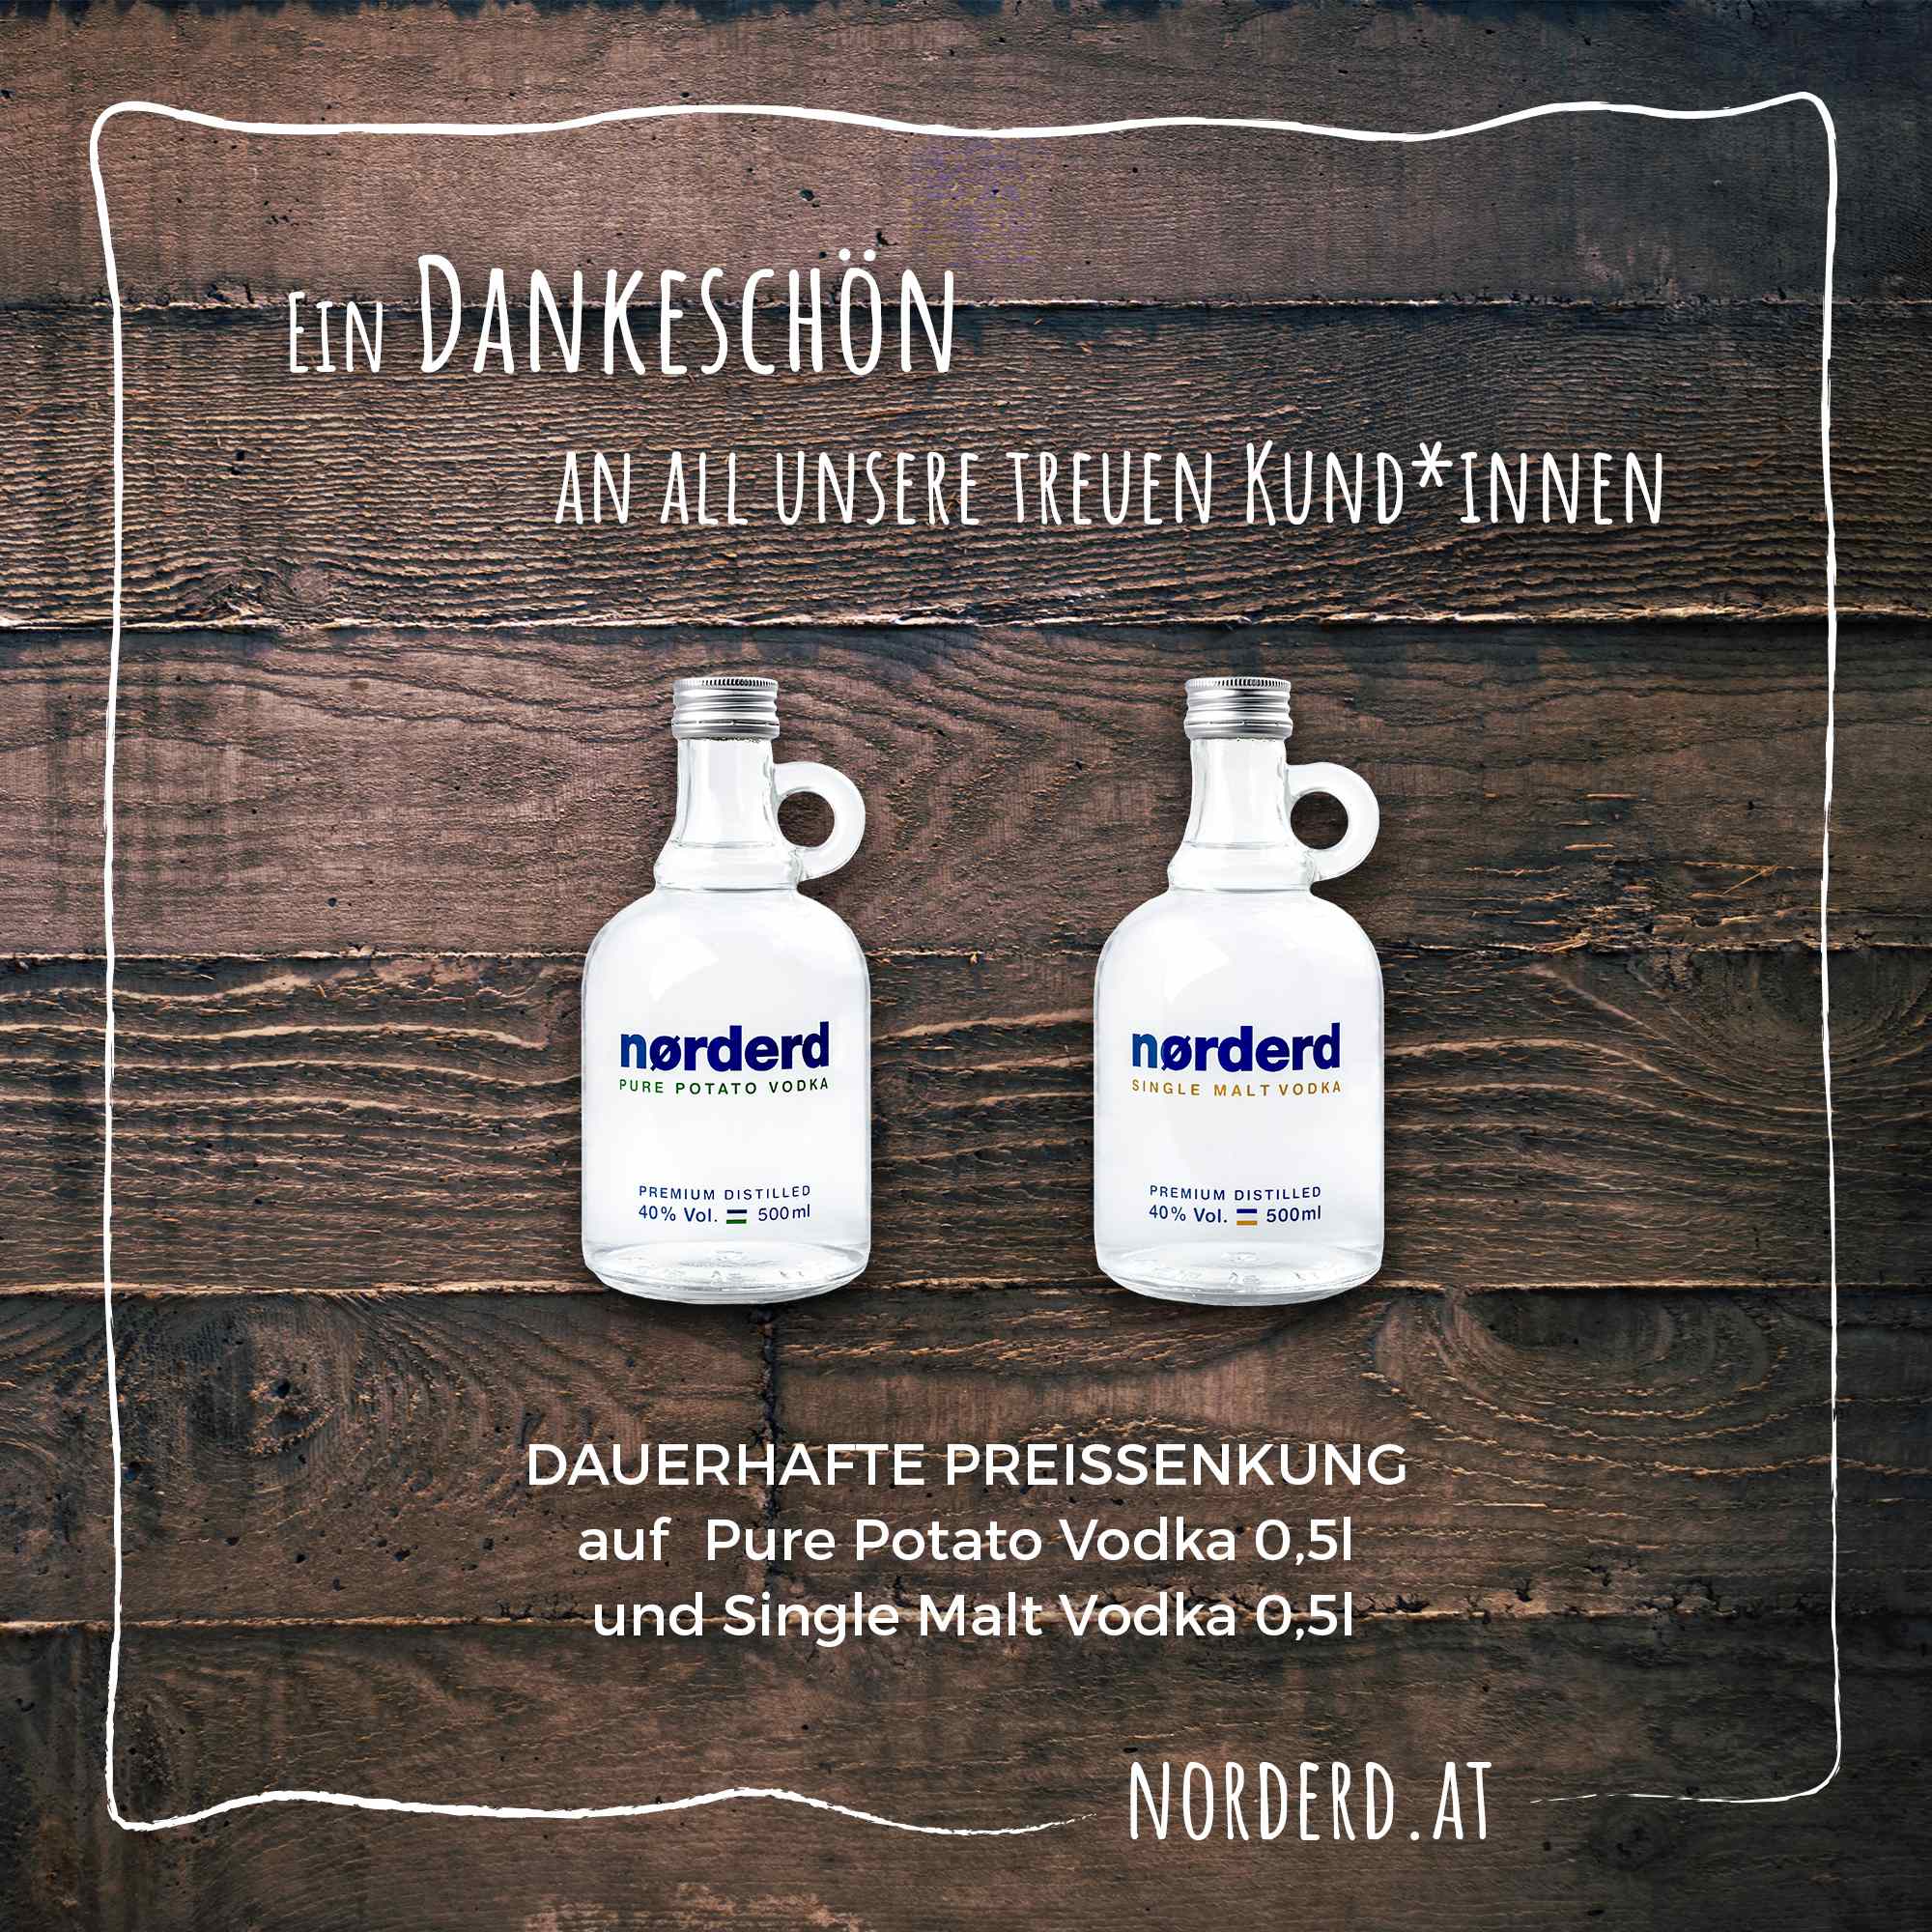 Ein Dankeschön
an all unsere treuen Kund*innen
nørderd
PURE POTATO VODKA
PREMIUM DISTILLED
40% Vol. 500ml
nørderd
SINGLE MALT VODKA
PREMIUM DISTILLED
40% Vol. 500ml
DAUERHAFTE PREISSENKUNG
auf Pure Potato Vodka 0,5l
und Single Malt Vodka 0,5l
NORDERD.AT